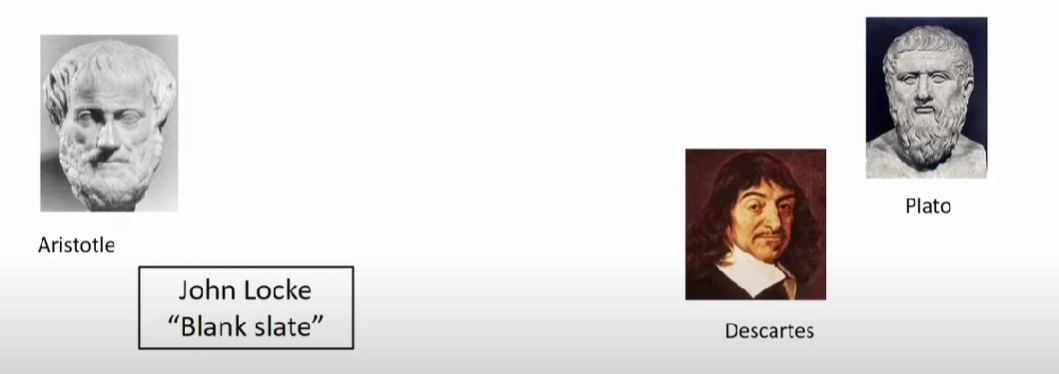 Aristotle
John Locke
“Blank slate”
Plato
Descartes